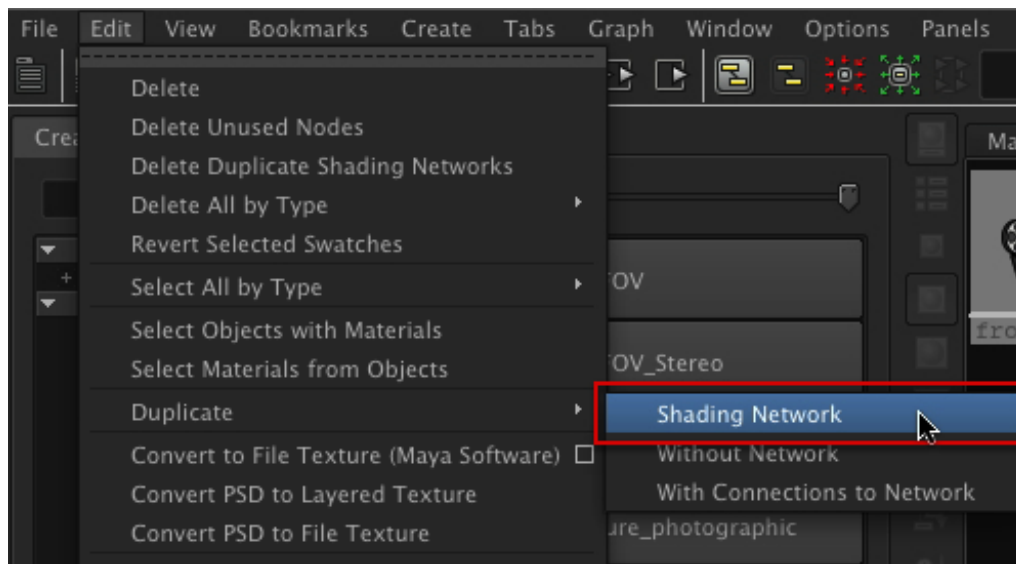 File Edit View Bookmarks Create Tabs Graph Window Options Panels
Delete
Delete Unused Nodes
Crea
Ma
Delete Duplicate Shading Networks
Delete All by Type
Revert Selected Swatches
Select All by Type
OV
Select Objects with Materials
fro
Select Materials from Objects
OV_Stereo
Duplicate
Shading Network
Convert to File Texture (Maya Software)
Without Network
Convert PSD to Layered Texture
With Connections to Network
Convert PSD to File Texture
ure_photographic